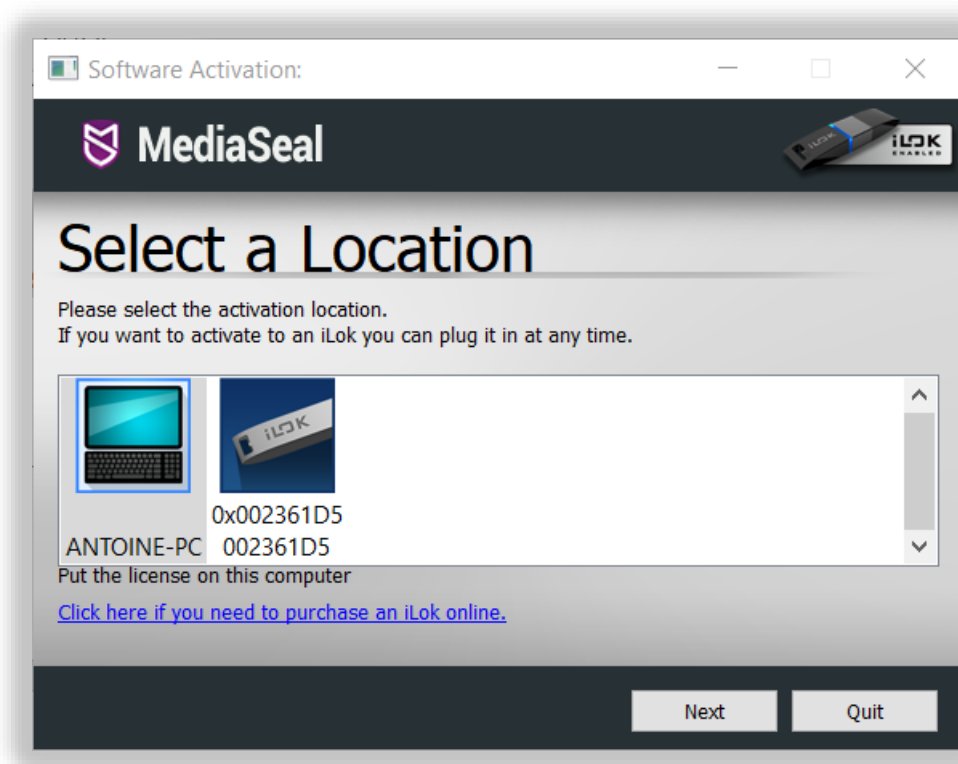 Software Activation:
MediaSeal
iLOK
iLOK
ENABLED
Select a Location
Please select the activation location.
If you want to activate to an iLok you can plug it in at any time.
iLOK
0x002361D5
ANTOINE-PC 002361D5
Put the license on this computer
Click here if you need to purchase an iLok online.
Next Quit